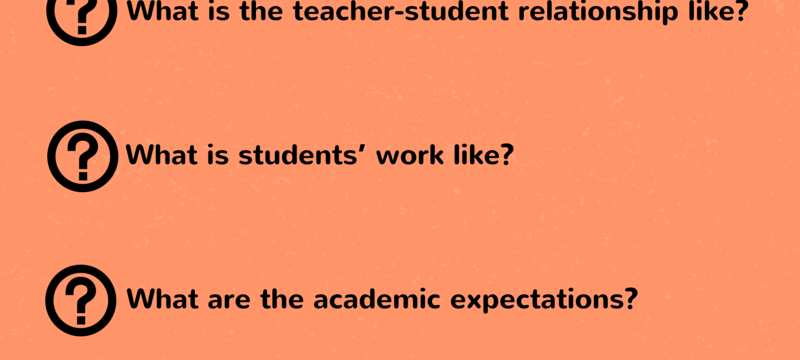 What is the teacher-student relationship like?
What is students’ work like?
What are the academic expectations?